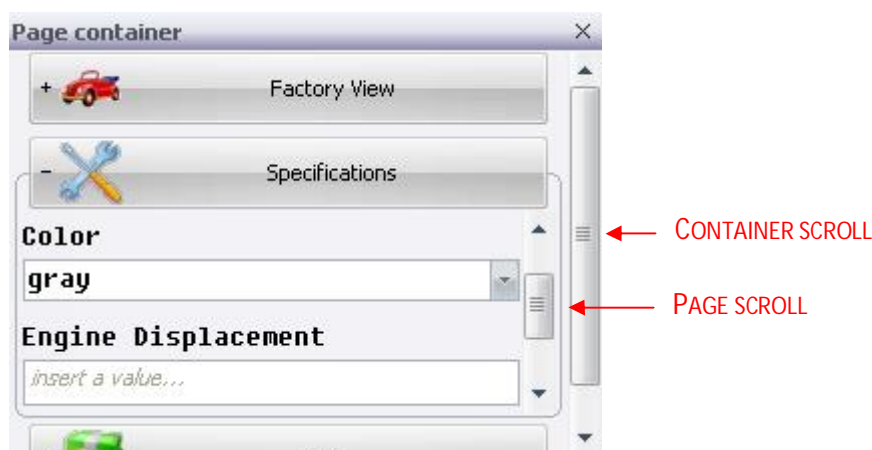 Page container
+ Factory View
- Specifications
CONTAINER SCROLL
Color
gray
PAGE SCROLL
Engine Displacement
insert a value...